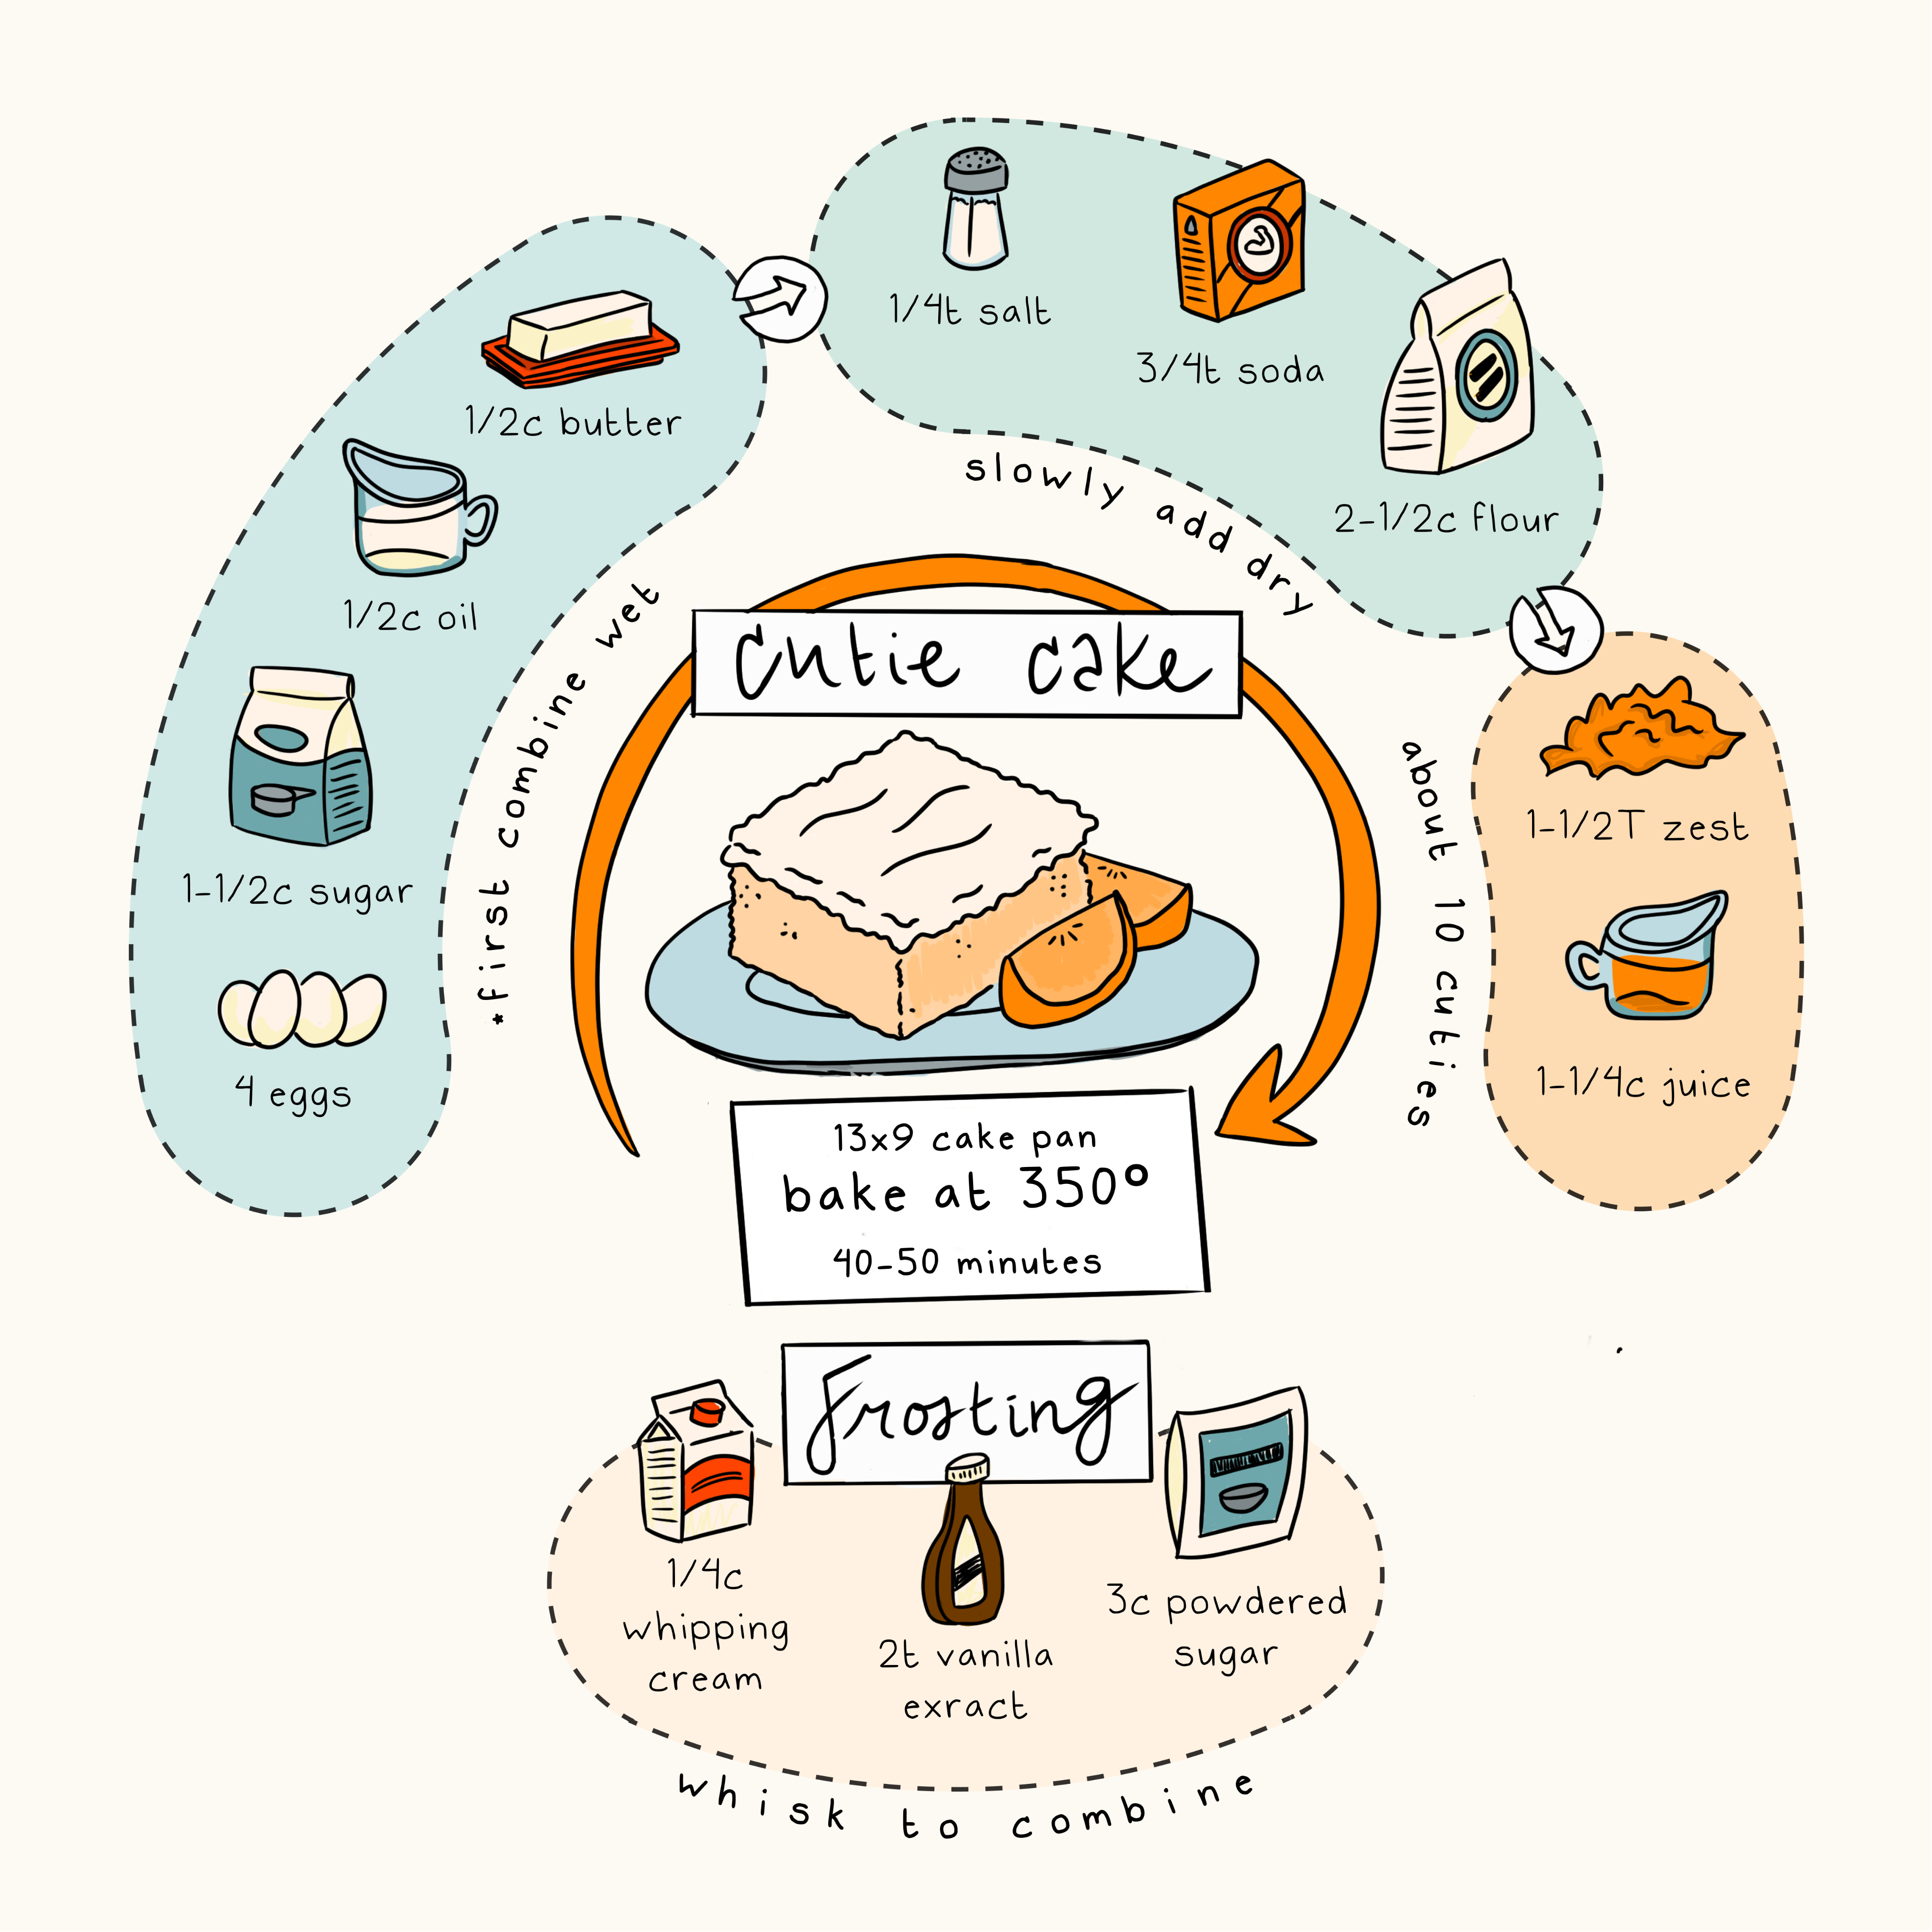 Cutie cake
*first combine wet
4 eggs
1-1/2c sugar
1/2c oil
1/2c butter
slowly add dry
1/4t salt
3/4t soda
2-1/2c flour
about 10 cuties
1-1/2T zest
1-1/4c juice
13x9 cake pan
bake at 350°
40-50 minutes
Frosting
1/4c
whipping
cream
2t vanilla
exract
3c powdered
sugar
whisk to combine